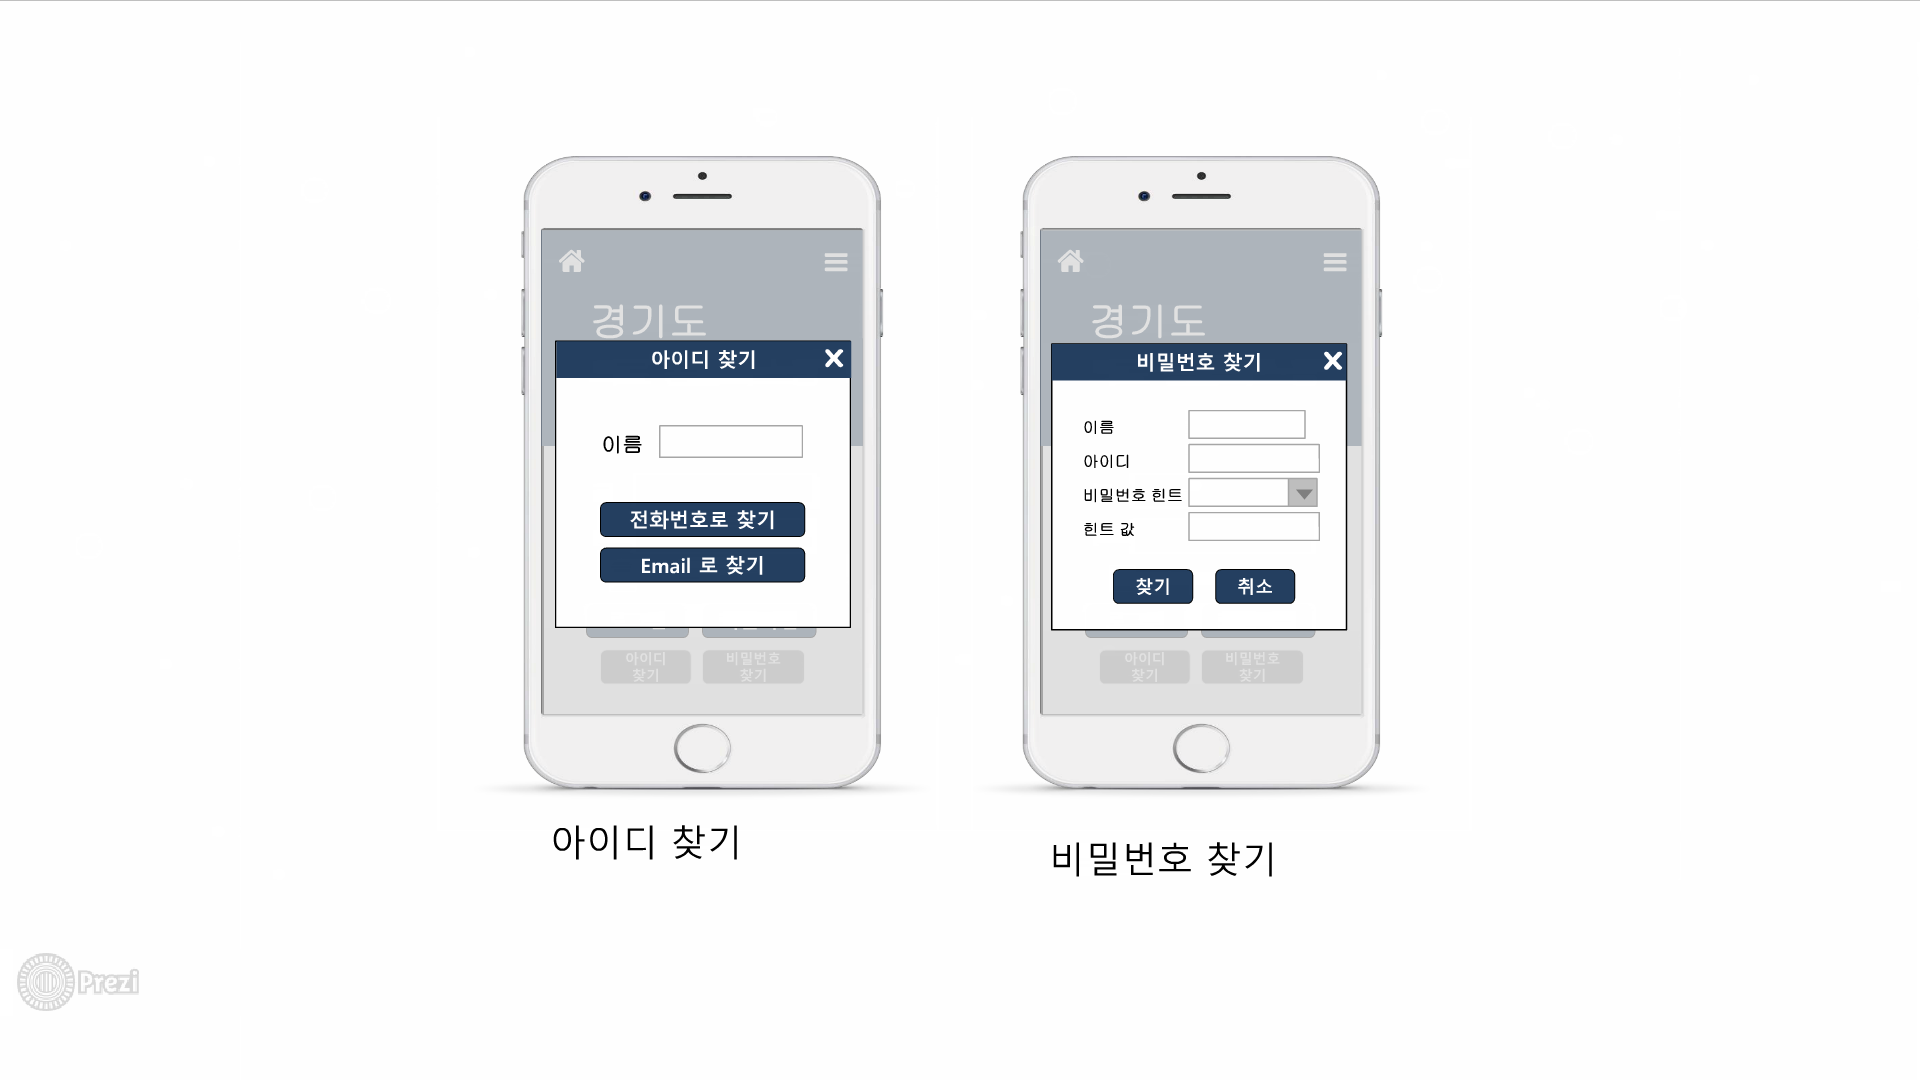 경기도
아이디 찾기
이름
전화번호로 찾기
Email 로 찾기
아이디
찾기
비밀번호
찾기
아이디 찾기
경기도
비밀번호 찾기
이름
아이디
비밀번호 힌트
힌트 값
찾기
취소
아이디
찾기
비밀번호
찾기
비밀번호 찾기
Prezi